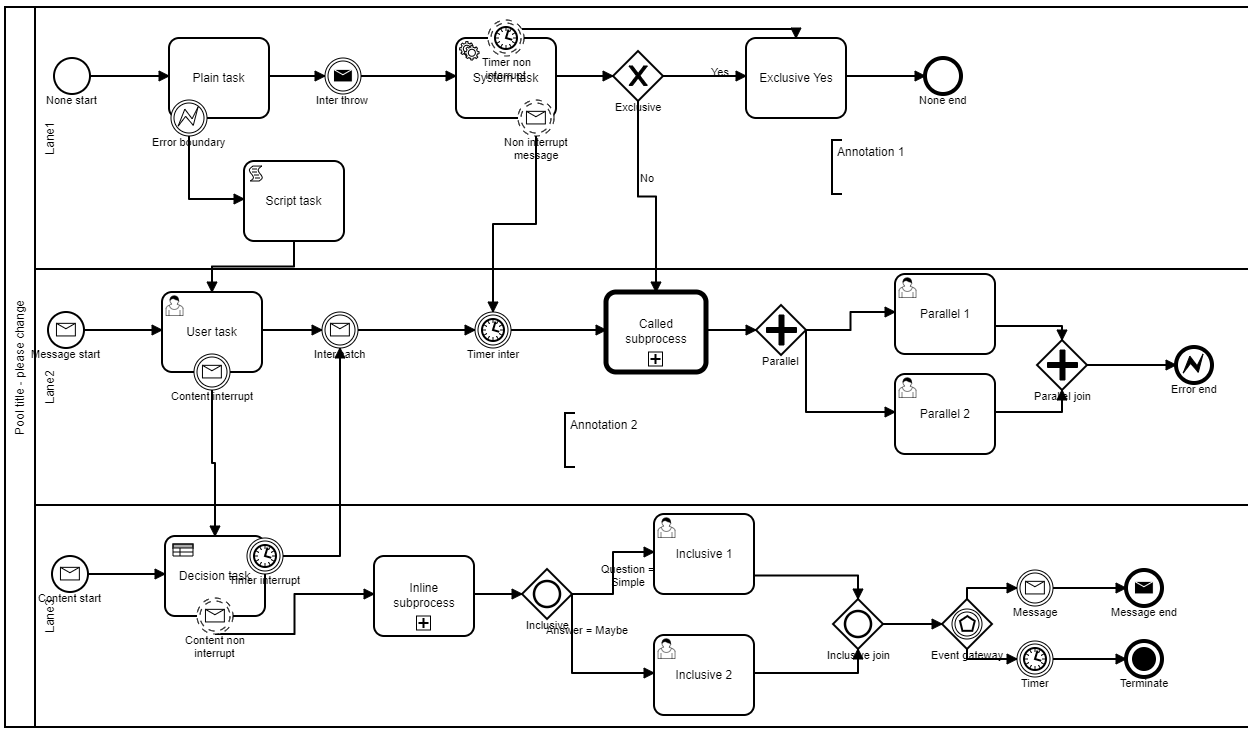 Pool title - please change
Lane1
None start
Plain task
Error boundary
Inter throw
Timer non
interrupt
System task
Non interrupt
message
Exclusive
Yes
No
Exclusive Yes
None end
Script task
Annotation 1
Lane2
Message start
User task
Content interrupt
Inter catch
Timer inter
Called
subprocess
Parallel
Parallel 1
Parallel 2
Parallel join
Error end
Annotation 2
Lane3
Content start
Decision task
Timer interrupt
Content non
interrupt
Inline
subprocess
Inclusive
Question =
Simple
Answer = Maybe
Inclusive 1
Inclusive 2
Inclusive join
Event gateway
Message
Message end
Timer
Terminate